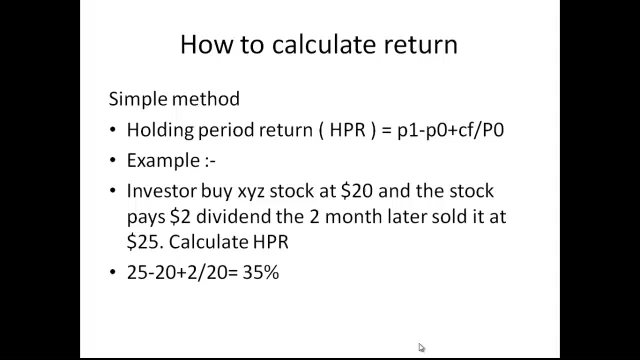 How to calculate return
Simple method
• Holding period return ( HPR ) = p1-p0+cf/P0
• Example :-
• Investor buy xyz stock at $20 and the stock
pays $2 dividend the 2 month later sold it at
$25. Calculate HPR
• 25-20+2/20= 35%